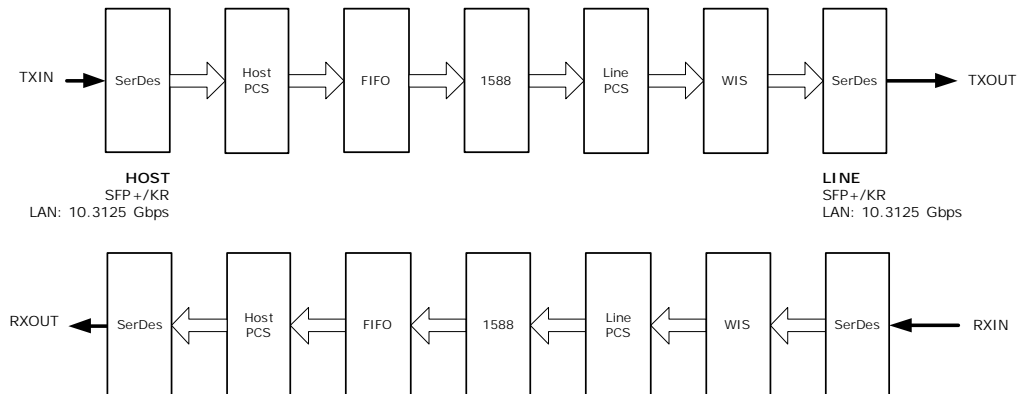 TXIN
SerDes
Host
PCS
FIFO
1588
Line
PCS
WIS
SerDes
TXOUT
HOST
SFP+/KR
LAN: 10.3125 Gbps
LINE
SFP+/KR
LAN: 10.3125 Gbps
RXOUT
SerDes
Host
PCS
FIFO
1588
Line
PCS
WIS
SerDes
RXIN